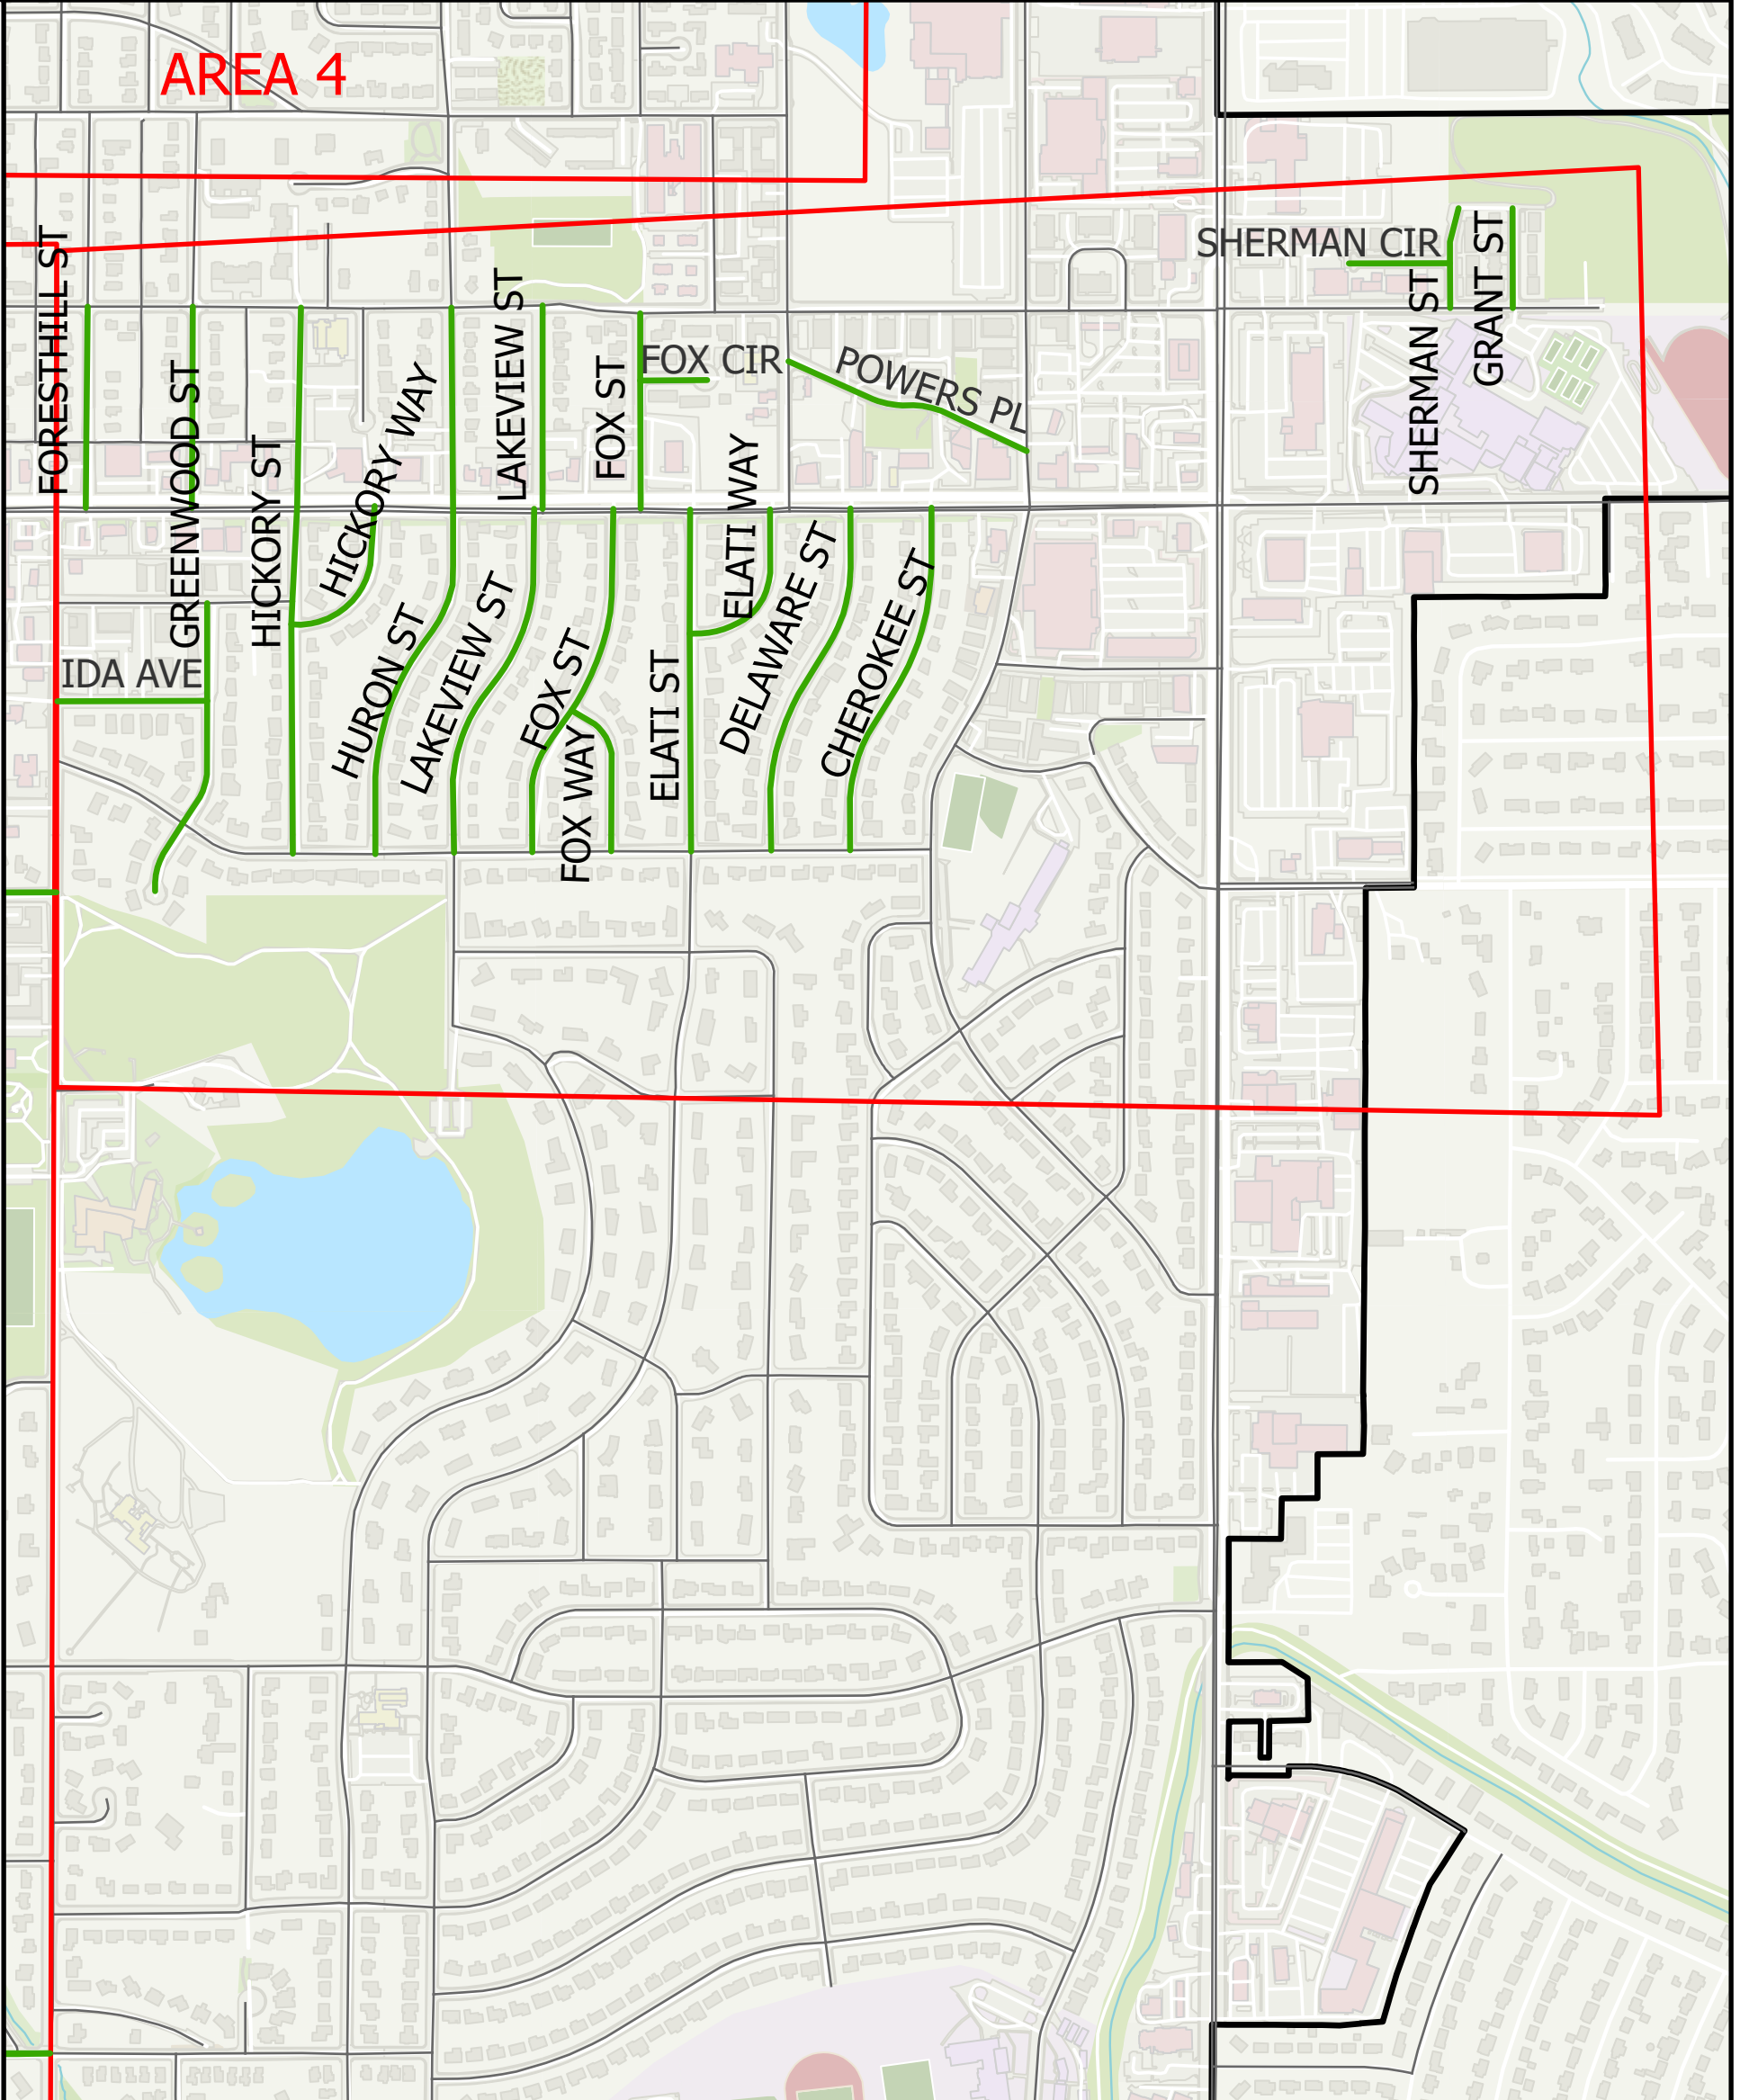 AREA 4
SHERMAN CIR
GRANT ST
FORESTHILL ST
LAKEVIEW ST
SHERMAN ST
FOX CIR
POWERS PL
GREENWOOD ST
HICKORY WAY
FOX ST
HICKORY ST
ELATI WAY
DELAWARE ST
CHEROKEE ST
HURON ST
LAKEVIEW ST
FOX ST
IDA AVE
ELATI ST
FOX WAY